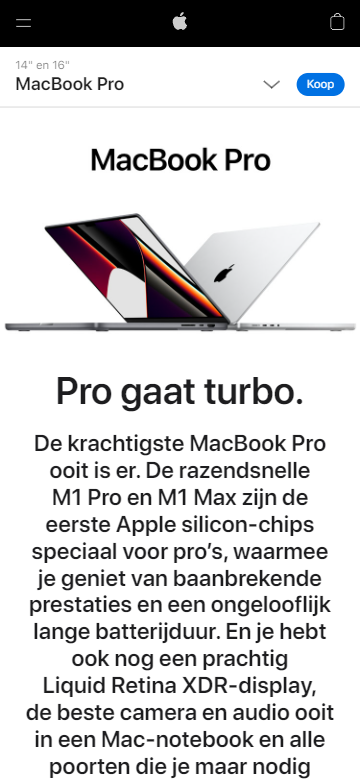 14" en 16"
MacBook Pro
Koop
MacBook Pro
Pro gaat turbo.
De krachtigste MacBook Pro
ooit is er. De razendsnelle
M1 Pro en M1 Max zijn de
eerste Apple silicon-chips
speciaal voor pro’s, waarmee
je geniet van baanbrekende
prestaties en een ongelooflijk
lange batterijduur. En je hebt
ook nog een prachtig
Liquid Retina XDR-display,
de beste camera en audio ooit
in een Mac-notebook en alle
poorten die je maar nodig